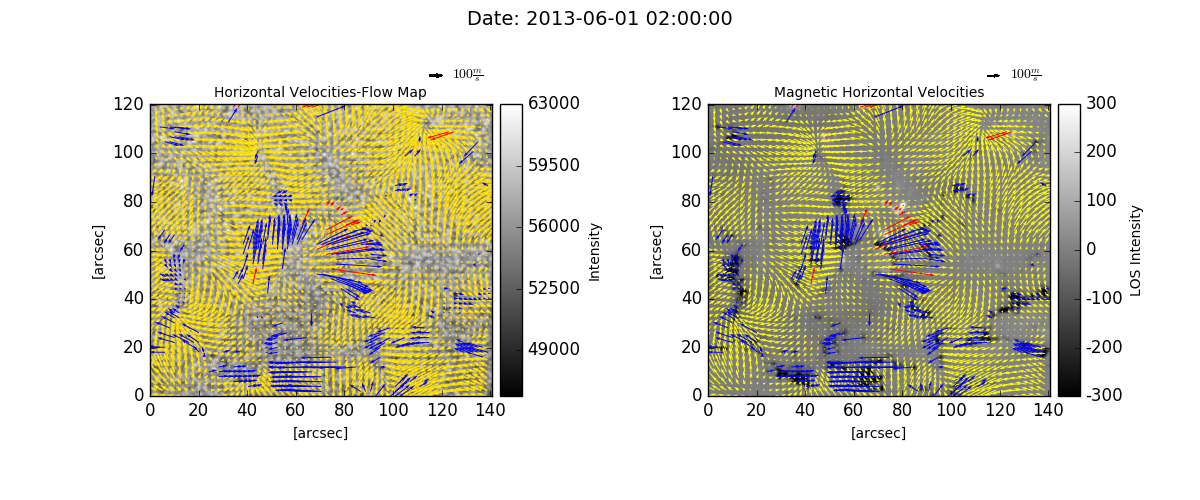 Date: 2013-06-01 02:00:00
100 m/s
Horizontal Velocities-Flow Map
120
100
80
60
40
20
0
0 20 40 60 80 100 120 140
[arcsec]
[arcsec]
63000
59500
56000
52500
49000
Intensity
100 m/s
Magnetic Horizontal Velocities
120
100
80
60
40
20
0
0 20 40 60 80 100 120 140
[arcsec]
[arcsec]
300
200
100
0
-100
-200
-300
LOS Intensity